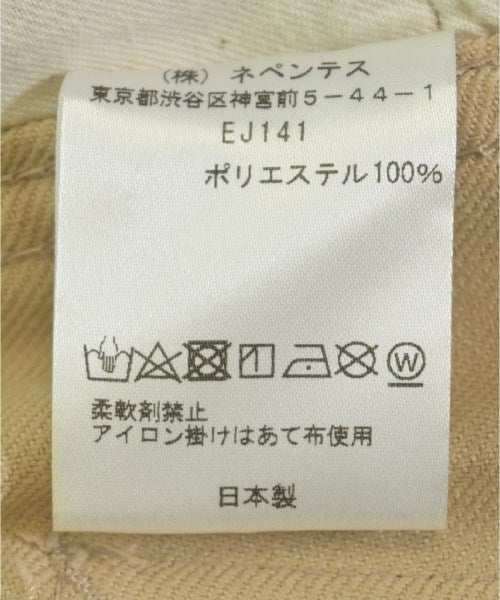 (株) ネペンテス
東京都渋谷区神宮前5-44-1
EJ141
ポリエステル100%
W
柔軟剤禁止
アイロン掛けはあて布使用
日本製